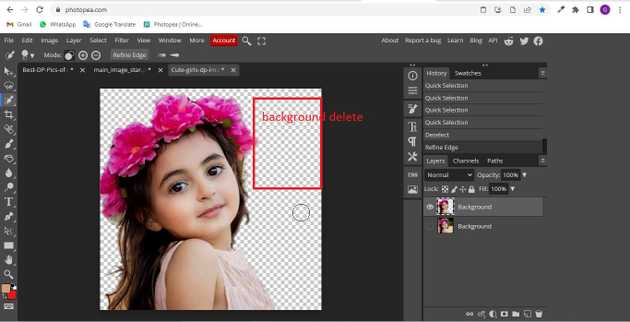 photopea.com
Gmail
WhatsApp
Google Translate
Photopea | Online...
File Edit Image Layer Select Filter View Window More Account
About Report a bug Learn Blog API
Mode: Refine Edge
Best-DP-Pics-of
main_image_star...
Cute-girls-dp-im...
background delete
History Swatches
Quick Selection
Quick Selection
Quick Selection
Quick Selection
Deselect
Refine Edge
Layers Channels Paths
Normal Opacity: 100%
Lock: Fill: 100%
Background
Background
CSS